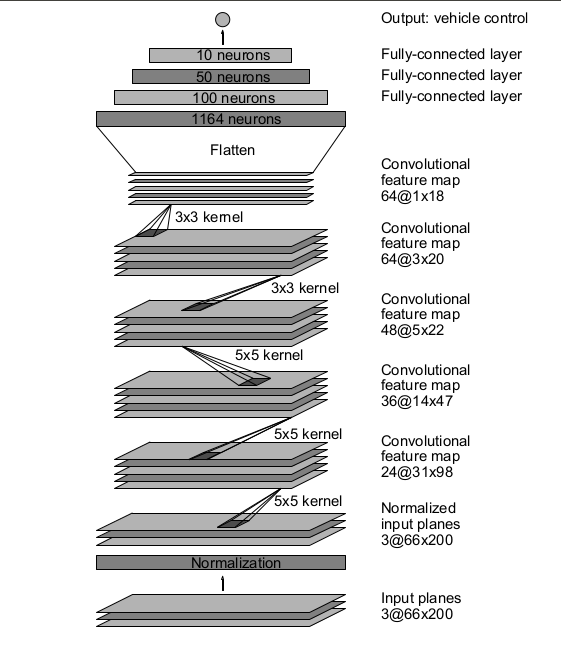 Output: vehicle control
10 neurons
Fully-connected layer
50 neurons
Fully-connected layer
100 neurons
Fully-connected layer
1164 neurons
Flatten
Convolutional
feature map
64@1x18
3x3 kernel
Convolutional
feature map
64@3x20
3x3 kernel
Convolutional
feature map
48@5x22
5x5 kernel
Convolutional
feature map
36@14x47
5x5 kernel
Convolutional
feature map
24@31x98
5x5 kernel
Normalized
input planes
3@66x200
Normalization
Input planes
3@66x200